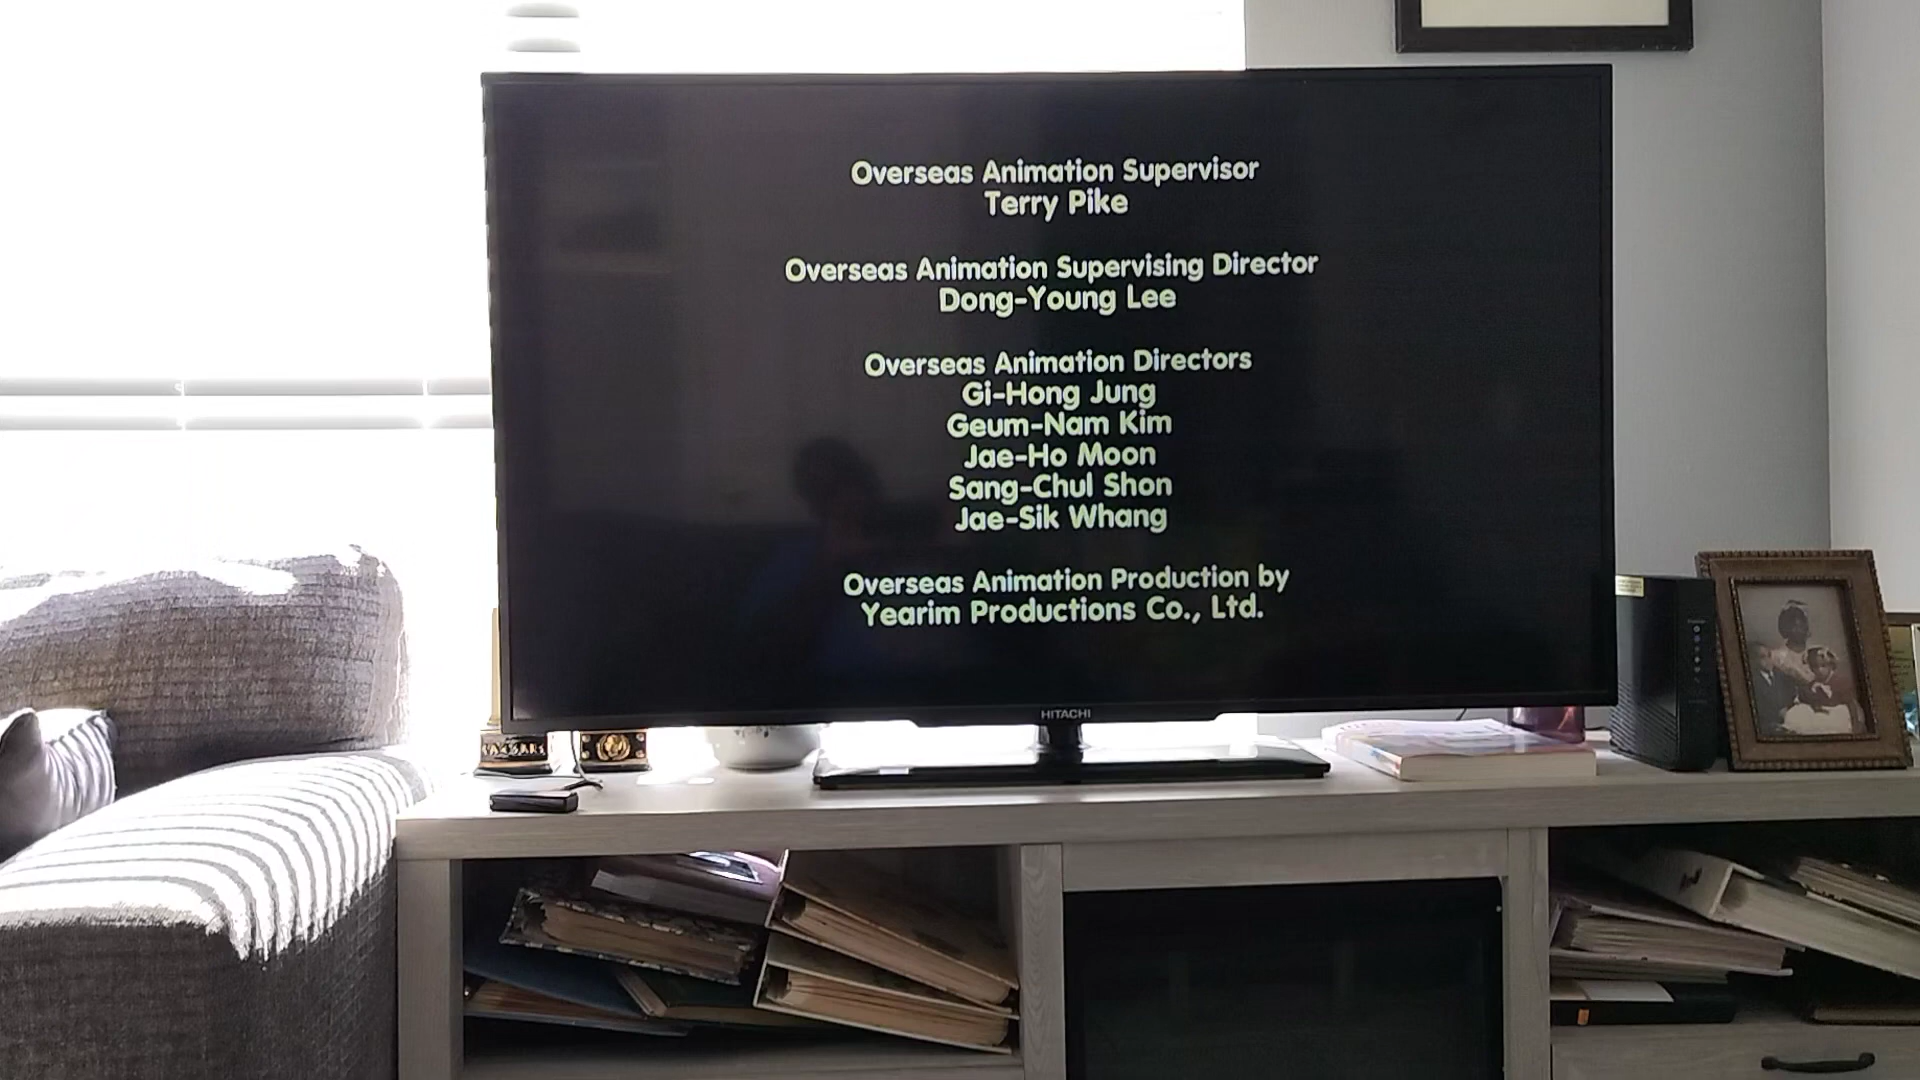 Overseas Animation Supervisor
Terry Pike
Overseas Animation Supervising Director
Dong-Young Lee
Overseas Animation Directors
Gi-Hong Jung
Geum-Nam Kim
Jae-Ho Moon
Sang-Chul Shon
Jae-Sik Whang
Overseas Animation Production by
Yearim Productions Co., Ltd.
HITACHI
CAESARS